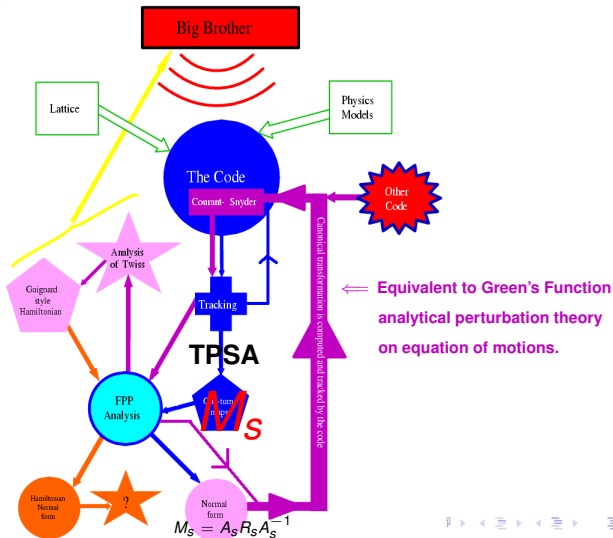 Big Brother
Lattice
Physics
Models
The Code
Courant- Snyder
Other
Code
Analysis
of Twiss
Guignard
style
Hamiltonian
Tracking
TPSA
Canonical transformation is computed and tracked by the code
⇐ Equivalent to Green's Function
analytical perturbation theory
on equation of motions.
FPP
Analysis
M_s
Hamiltonian
Normal
form
?
Normal
form
M_s = A_s R_s A_s^{-1}